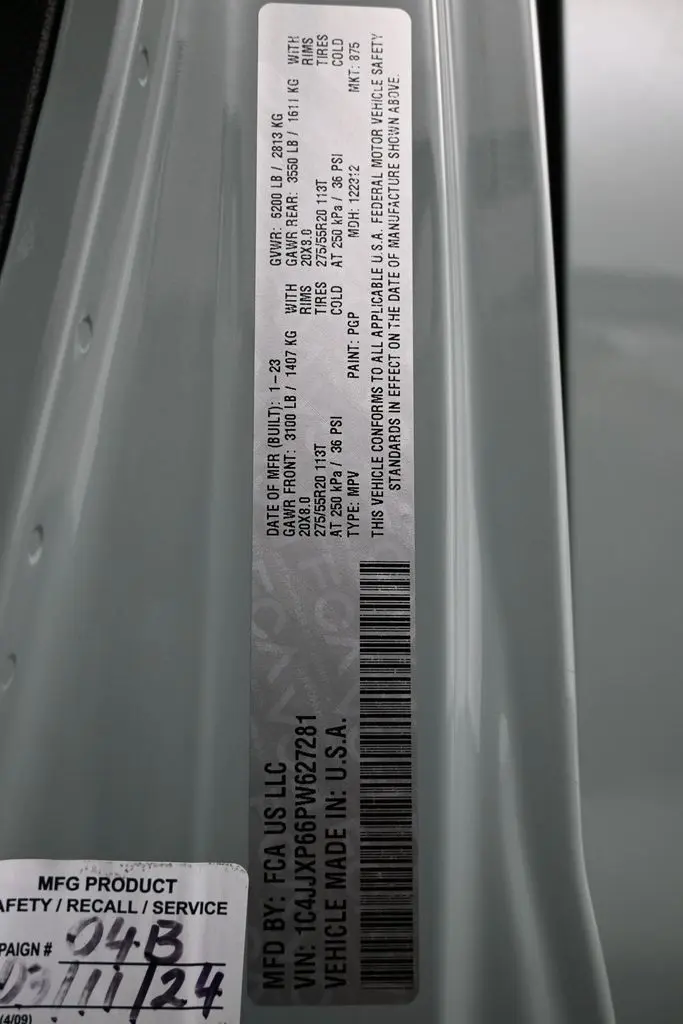 MFD BY: FCA US LLC
VIN: 1C4JJXP66PW627281
VEHICLE MADE IN: U.S.A.
DATE OF MFR (BUILT): 1-23 GVWR: 6200 LB / 2813 KG
GAWR FRONT: 3100 LB / 1407 KG WITH GAWR REAR: 3550 LB / 1611 KG WITH
20X8.0 RIMS 20X8.0 RIMS
275/55R20 113T TIRES 275/55R20 113T TIRES
AT 250 kPa / 36 PSI COLD AT 250 kPa / 36 PSI COLD
TYPE: MPV PAINT: PGP MDH: 122312 MKT: 875
THIS VEHICLE CONFORMS TO ALL APPLICABLE U.S.A. FEDERAL MOTOR VEHICLE SAFETY
STANDARDS IN EFFECT ON THE DATE OF MANUFACTURE SHOWN ABOVE.
MFG PRODUCT
AFETY / RECALL / SERVICE
PAIGN # 04B
/11/24
(4/09)